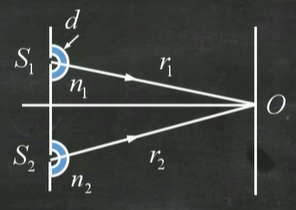 d
S₁
r₁
n₁
O
S₂
r₂
n₂